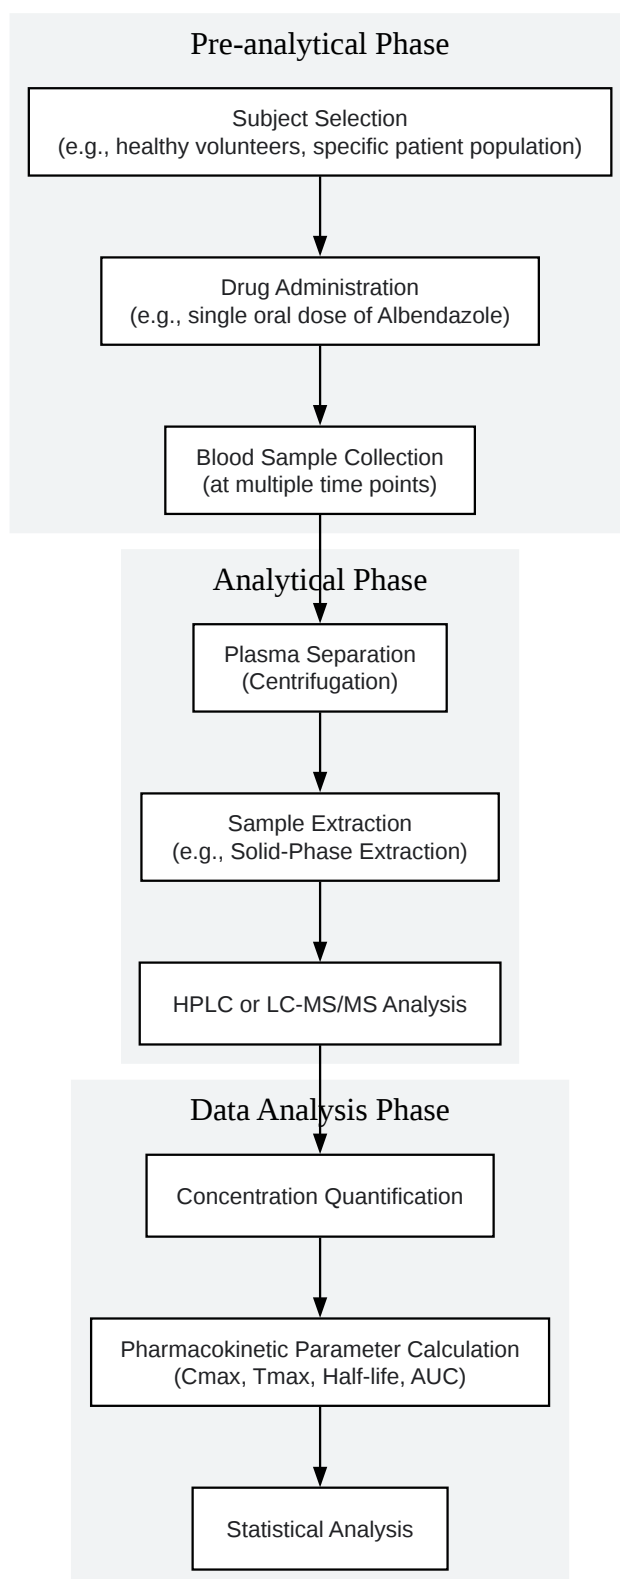 Pre-analytical Phase
Subject Selection
(e.g., healthy volunteers, specific patient population)
Drug Administration
(e.g., single oral dose of Albendazole)
Blood Sample Collection
(at multiple time points)
Analytical Phase
Plasma Separation
(Centrifugation)
Sample Extraction
(e.g., Solid-Phase Extraction)
HPLC or LC-MS/MS Analysis
Data Analysis Phase
Concentration Quantification
Pharmacokinetic Parameter Calculation
(Cmax, Tmax, Half-life, AUC)
Statistical Analysis